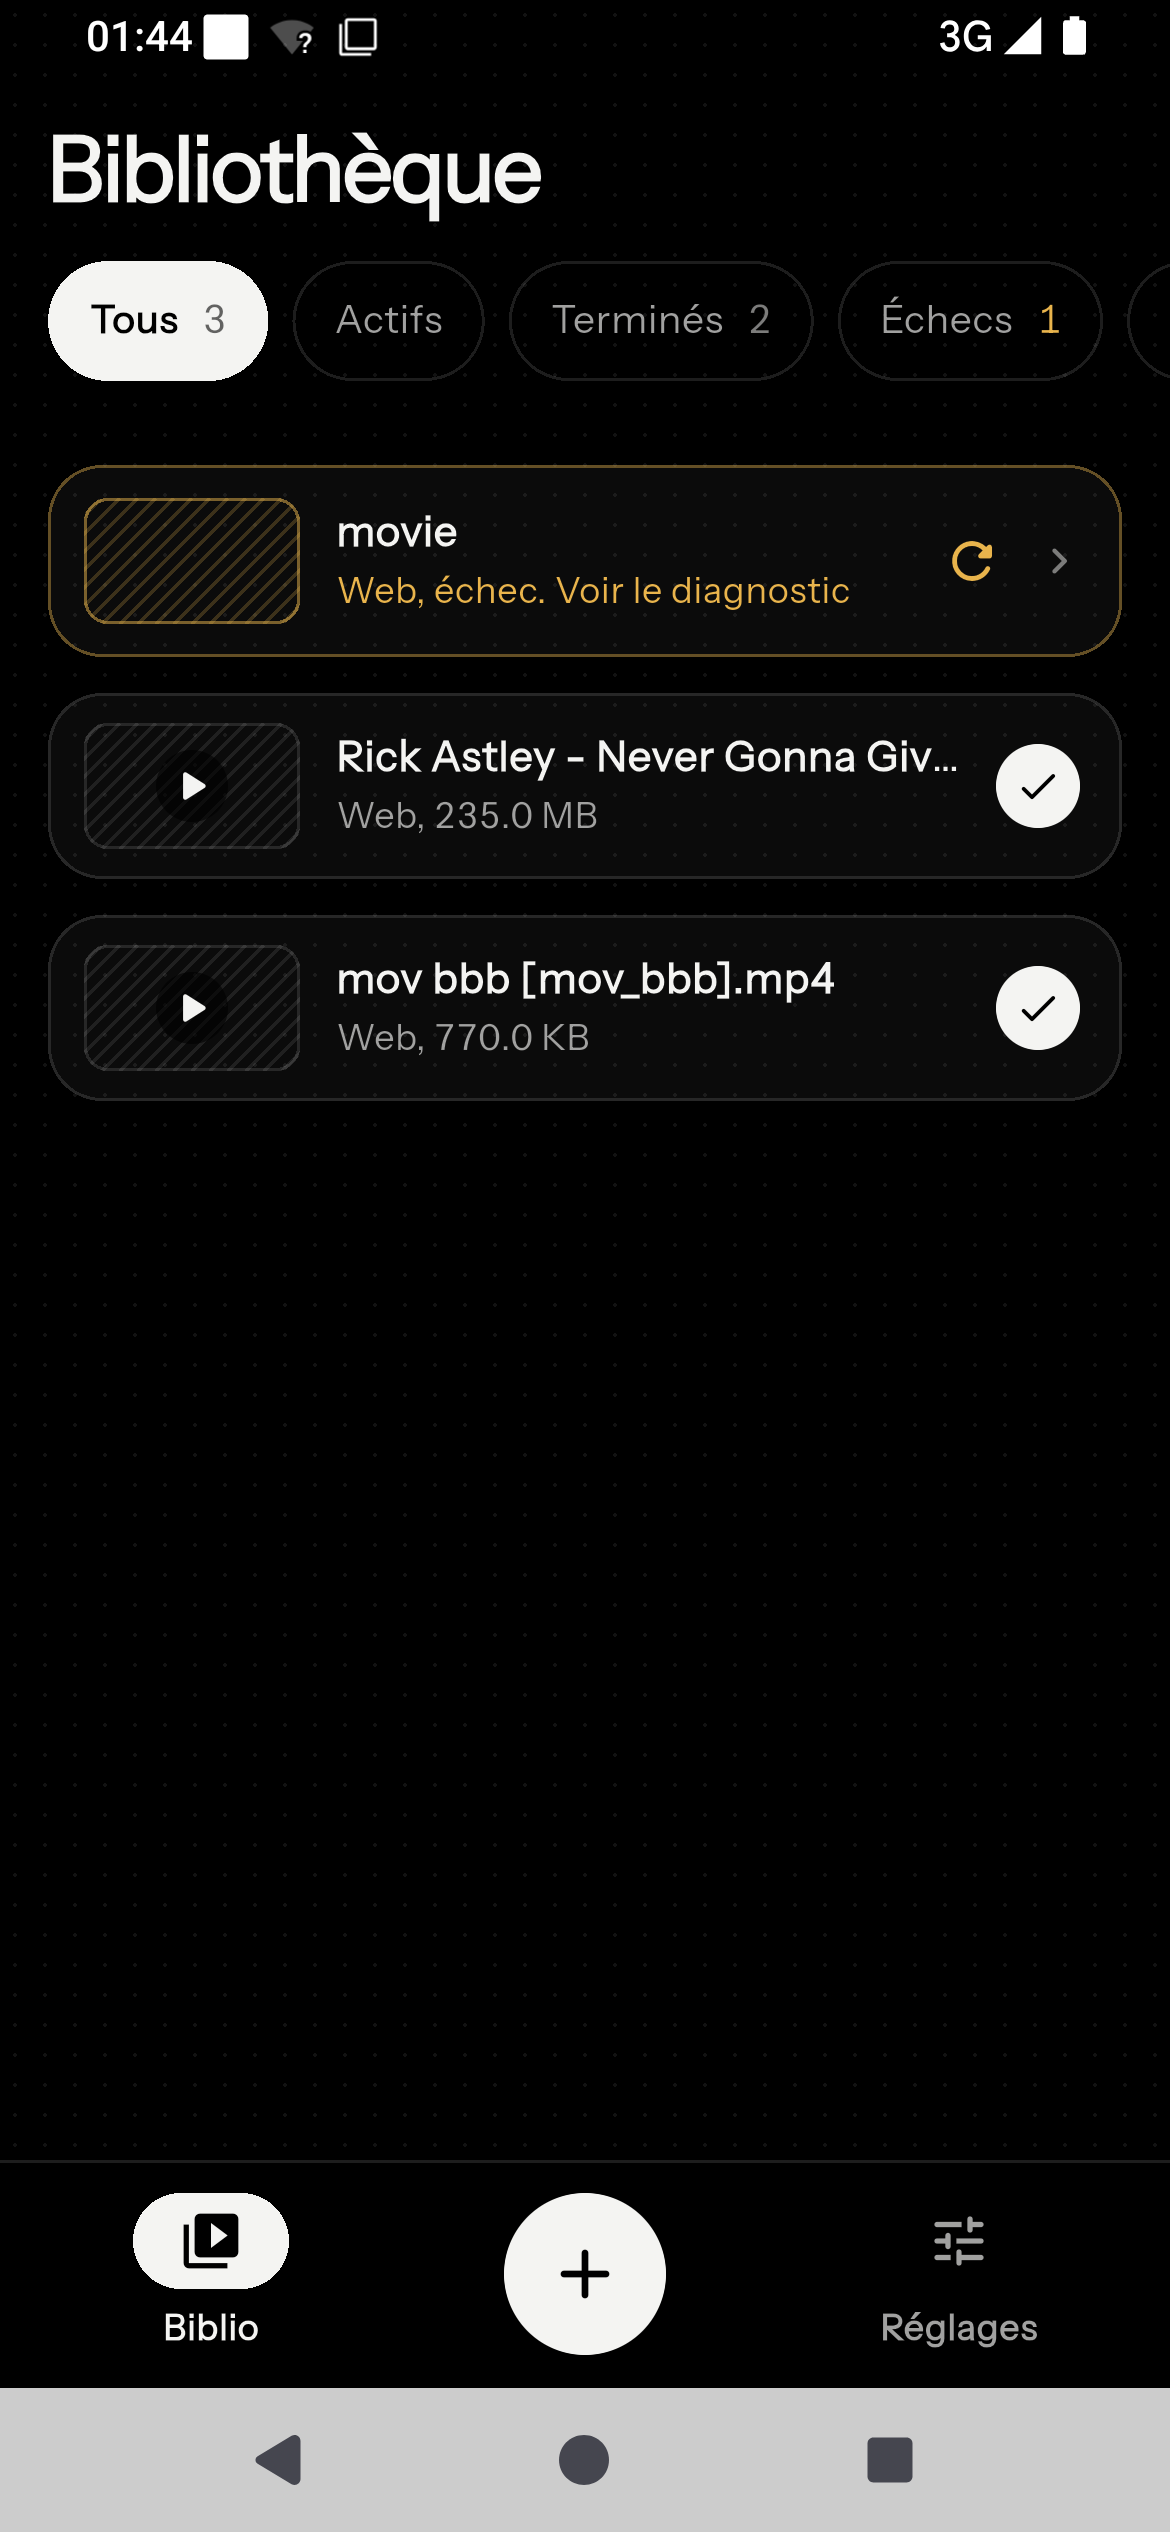 01:44
3G
Bibliothèque
Tous 3
Actifs
Terminés 2
Échecs 1
movie
Web, échec. Voir le diagnostic
Rick Astley - Never Gonna Giv...
Web, 235.0 MB
mov bbb [mov_bbb].mp4
Web, 770.0 KB
Biblio
Réglages